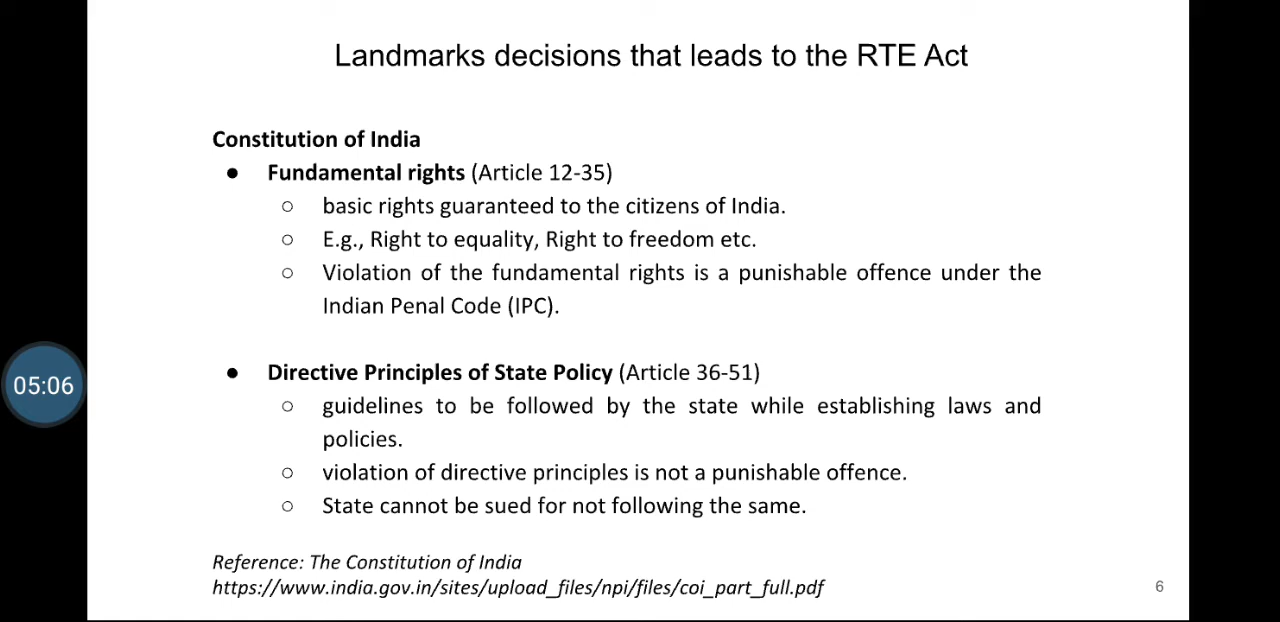 Landmarks decisions that leads to the RTE Act
Constitution of India
● Fundamental rights (Article 12-35)
○ basic rights guaranteed to the citizens of India.
○ E.g., Right to equality, Right to freedom etc.
○ Violation of the fundamental rights is a punishable offence under the
Indian Penal Code (IPC).
● Directive Principles of State Policy (Article 36-51)
○ guidelines to be followed by the state while establishing laws and
policies.
○ violation of directive principles is not a punishable offence.
○ State cannot be sued for not following the same.
05:06
Reference: The Constitution of India
https://www.india.gov.in/sites/upload_files/npi/files/coi_part_full.pdf
6